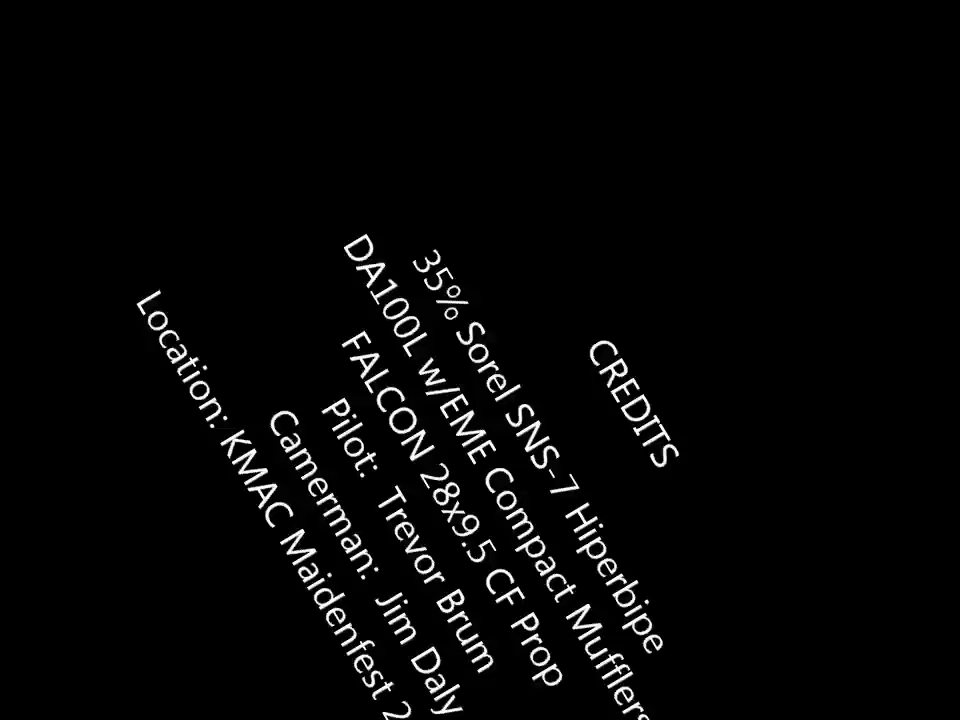 CREDITS
35% Sorel SNS-7 Hiperbipe
DA100L w/EME Compact Mufflers
FALCON 28x9.5 CF Prop
Pilot: Trevor Brum
Camerman: Jim Daly
Location: KMAC Maidenfest 2